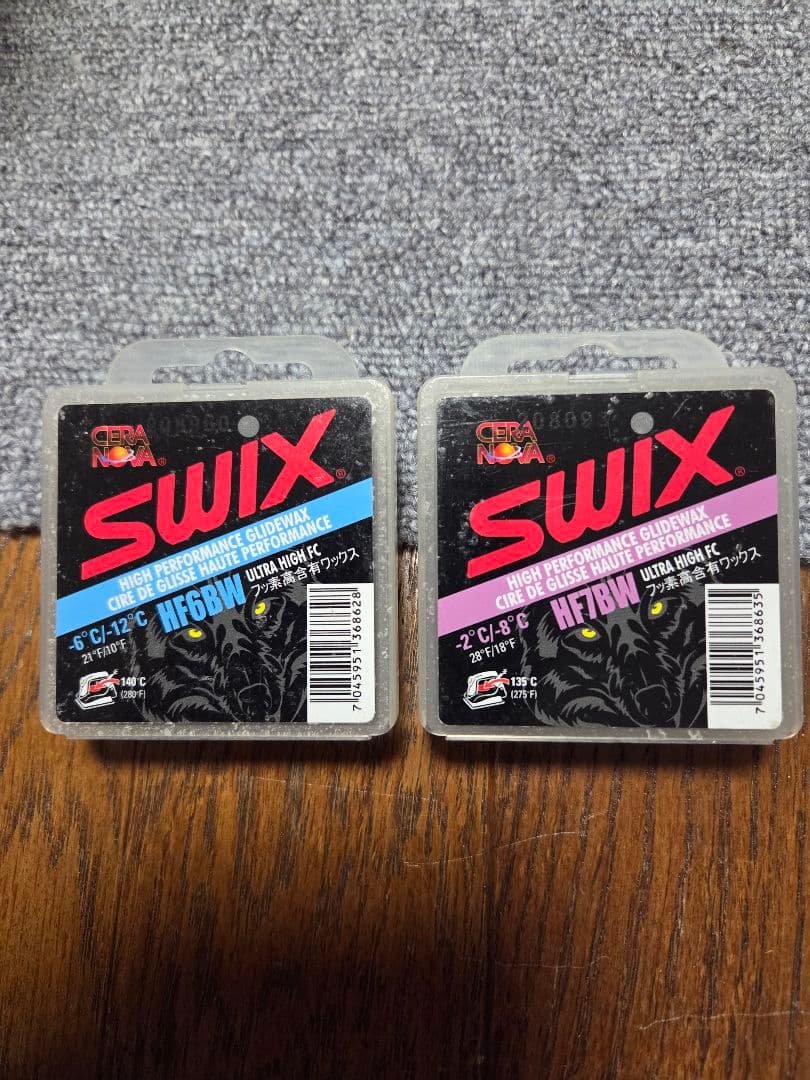 CERA
NOVA®
SWIX®
HIGH PERFORMANCE GLIDEWAX
CIRE DE GLISSE HAUTE PERFORMANCE
HF6BW
ULTRA HIGH FC
フッ素高含有ワックス
-6°C/-12°C
21°F/10°F
140°C
(280°F)
7 045951 368628
CERA
NOVA®
SWIX®
HIGH PERFORMANCE GLIDEWAX
CIRE DE GLISSE HAUTE PERFORMANCE
HF7BW
ULTRA HIGH FC
フッ素高含有ワックス
-2°C/-8°C
28°F/18°F
135°C
(275°F)
7 045951 368635